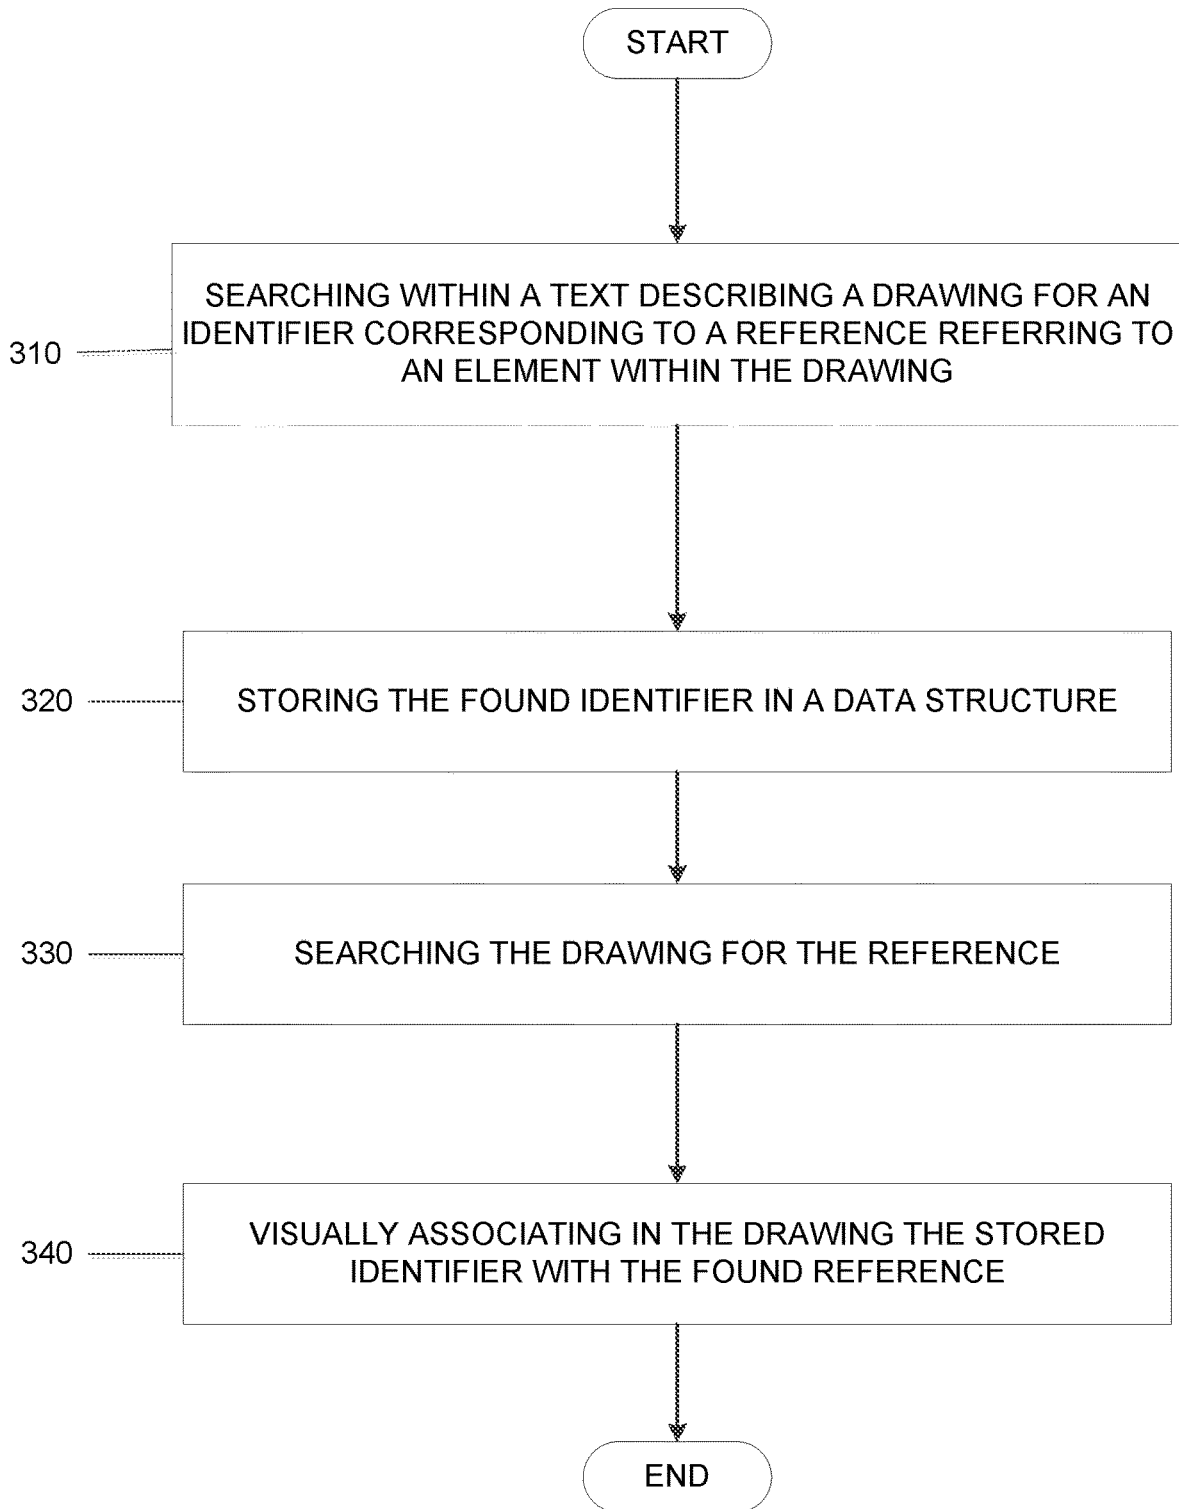 START
SEARCHING WITHIN A TEXT DESCRIBING A DRAWING FOR AN
IDENTIFIER CORRESPONDING TO A REFERENCE REFERRING TO
AN ELEMENT WITHIN THE DRAWING
310
STORING THE FOUND IDENTIFIER IN A DATA STRUCTURE
320
SEARCHING THE DRAWING FOR THE REFERENCE
330
VISUALLY ASSOCIATING IN THE DRAWING THE STORED
IDENTIFIER WITH THE FOUND REFERENCE
340
END